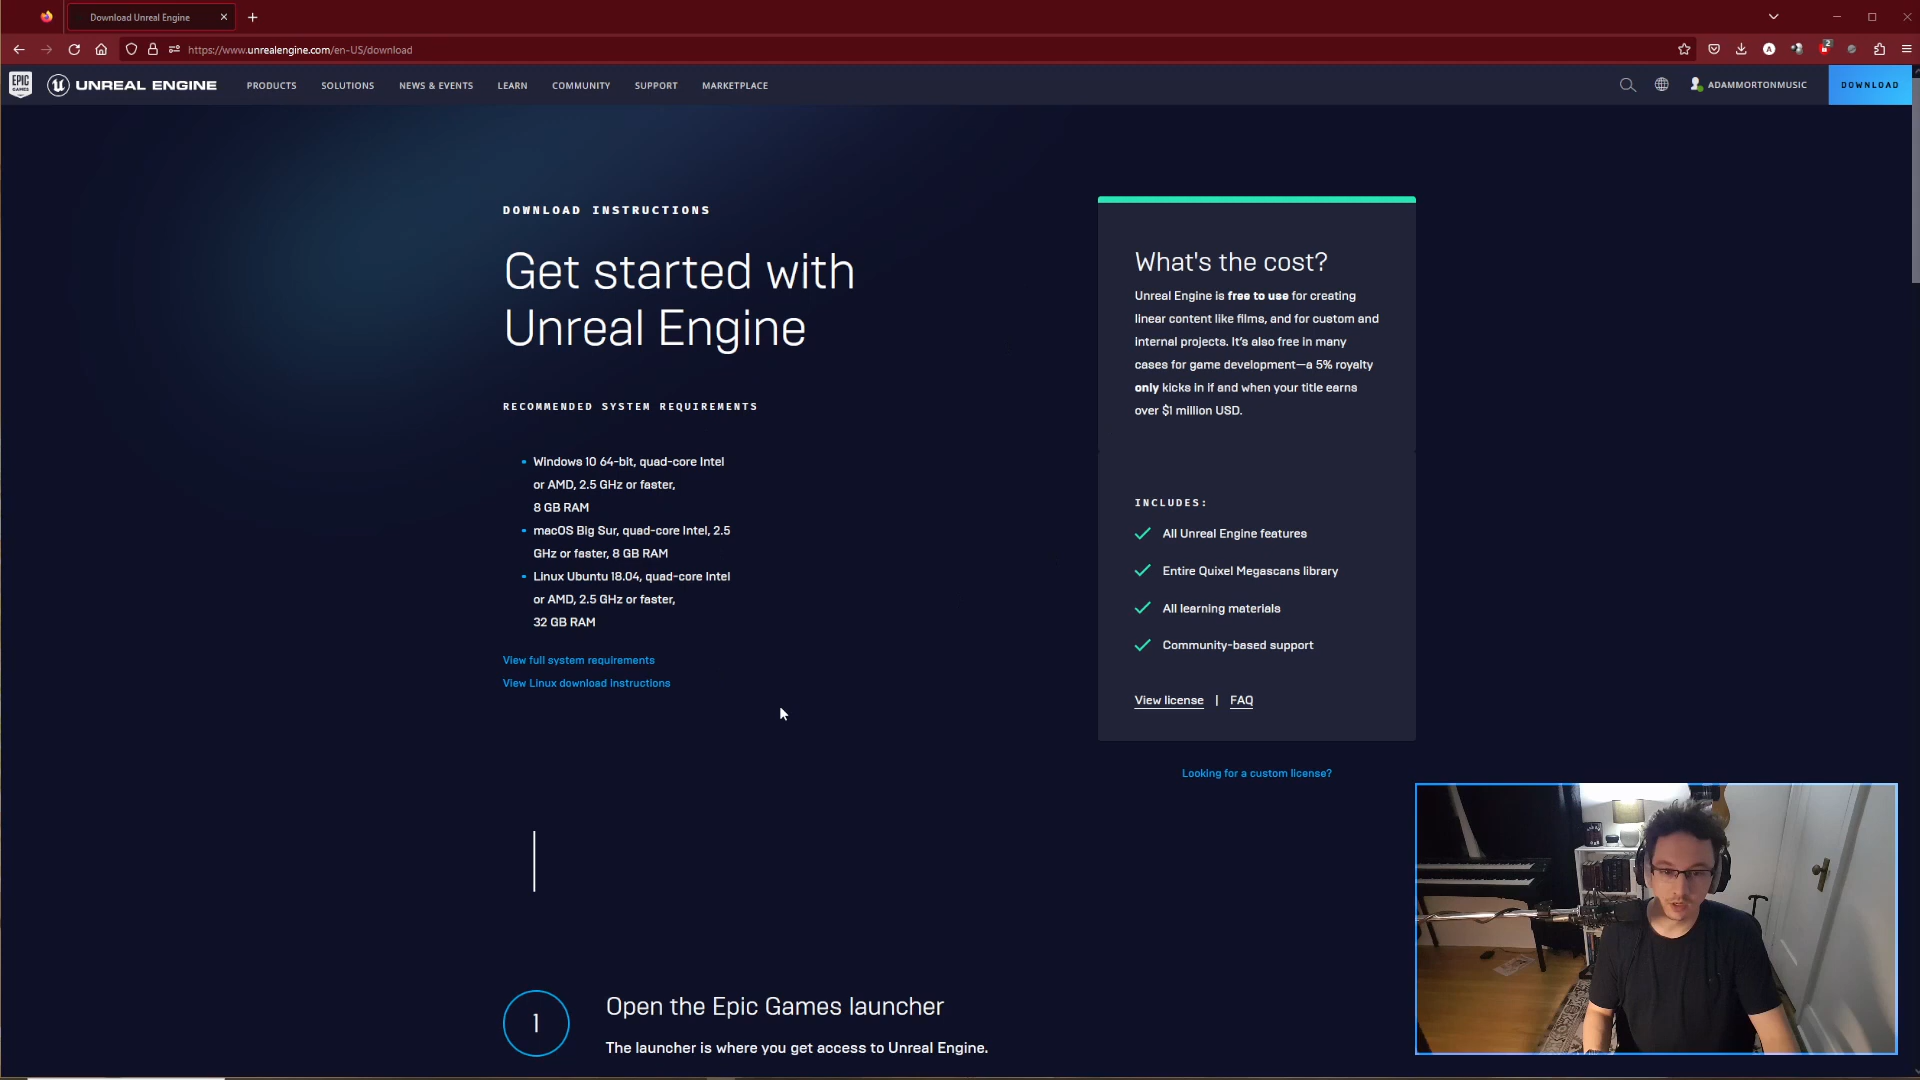 Download Unreal Engine
https://www.unrealengine.com/en-US/download
2
EPIC
GAMES
UNREAL ENGINE
PRODUCTS
SOLUTIONS
NEWS & EVENTS
LEARN
COMMUNITY
SUPPORT
MARKETPLACE
ADAMMORTONMUSIC
DOWNLOAD
DOWNLOAD INSTRUCTIONS
Get started with
Unreal Engine
RECOMMENDED SYSTEM REQUIREMENTS
Windows 10 64-bit, quad-core Intel
or AMD, 2.5 GHz or faster,
8 GB RAM
macOS Big Sur, quad-core Intel, 2.5
GHz or faster, 8 GB RAM
Linux Ubuntu 18.04, quad-core Intel
or AMD, 2.5 GHz or faster,
32 GB RAM
View full system requirements
View Linux download instructions
What's the cost?
Unreal Engine is free to use for creating
linear content like films, and for custom and
internal projects. It's also free in many
cases for game development—a 5% royalty
only kicks in if and when your title earns
over $1 million USD.
INCLUDES:
All Unreal Engine features
Entire Quixel Megascans library
All learning materials
Community-based support
View license | FAQ
Looking for a custom license?
1
Open the Epic Games launcher
The launcher is where you get access to Unreal Engine.